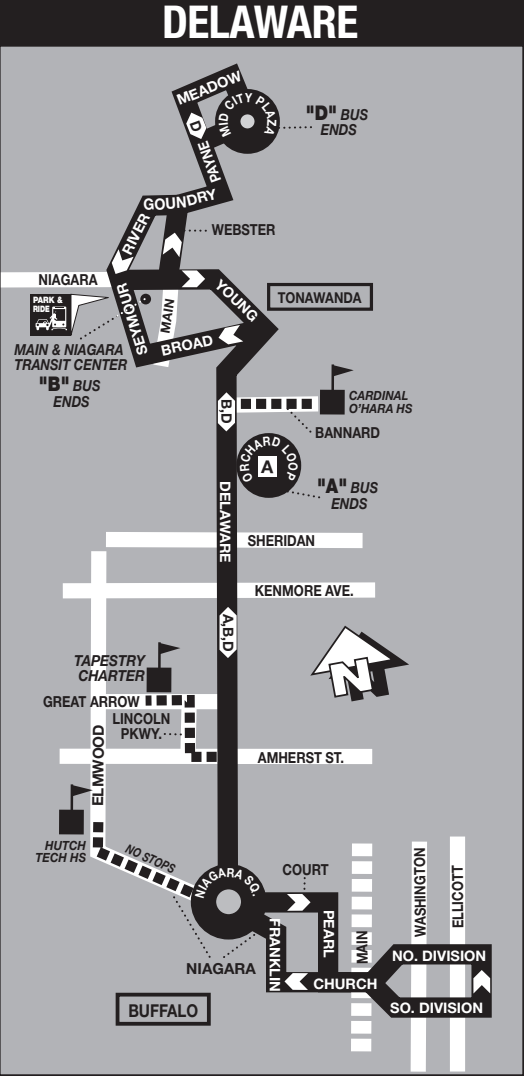 DELAWARE
MEADOW
MID CITY PLAZA
"D" BUS
ENDS
D
PAYNE
GOUNDRY
RIVER
WEBSTER
NIAGARA
PARK &
RIDE
SEYMOUR
MAIN
YOUNG
TONAWANDA
BROAD
MAIN & NIAGARA
TRANSIT CENTER
"B" BUS
ENDS
B,D
CARDINAL
O'HARA HS
BANNARD
ORCHARD LOOP
A
"A" BUS
ENDS
DELAWARE
SHERIDAN
KENMORE AVE.
A,B,D
N
TAPESTRY
CHARTER
GREAT ARROW
LINCOLN
PKWY.
ELMWOOD
AMHERST ST.
HUTCH
TECH HS
NO STOPS
NIAGARA SQ.
COURT
PEARL
FRANKLIN
NIAGARA
MAIN
WASHINGTON
ELLICOTT
NO. DIVISION
CHURCH
SO. DIVISION
BUFFALO